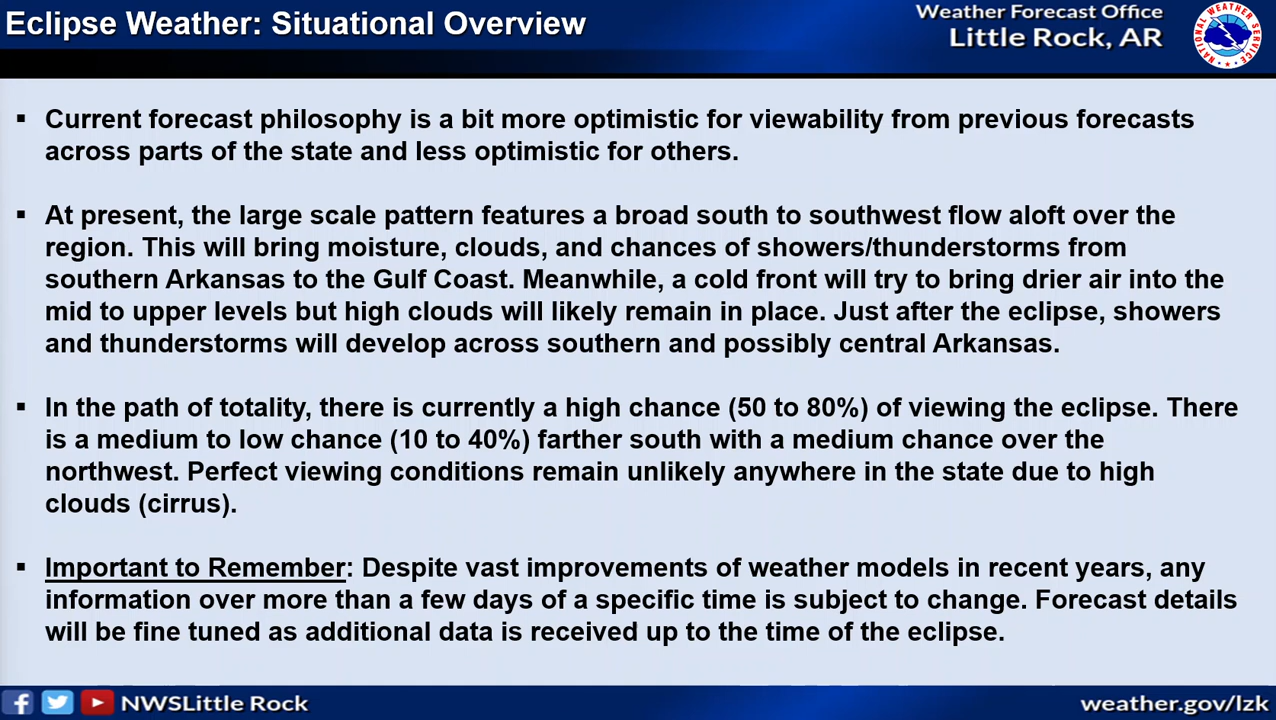 Eclipse Weather: Situational Overview
Weather Forecast Office
Little Rock, AR
NATIONAL WEATHER SERVICE
▪ Current forecast philosophy is a bit more optimistic for viewability from previous forecasts
across parts of the state and less optimistic for others.
▪ At present, the large scale pattern features a broad south to southwest flow aloft over the
region. This will bring moisture, clouds, and chances of showers/thunderstorms from
southern Arkansas to the Gulf Coast. Meanwhile, a cold front will try to bring drier air into the
mid to upper levels but high clouds will likely remain in place. Just after the eclipse, showers
and thunderstorms will develop across southern and possibly central Arkansas.
▪ In the path of totality, there is currently a high chance (50 to 80%) of viewing the eclipse. There
is a medium to low chance (10 to 40%) farther south with a medium chance over the
northwest. Perfect viewing conditions remain unlikely anywhere in the state due to high
clouds (cirrus).
▪ Important to Remember: Despite vast improvements of weather models in recent years, any
information over more than a few days of a specific time is subject to change. Forecast details
will be fine tuned as additional data is received up to the time of the eclipse.
NWSLittle Rock
weather.gov/lzk